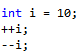 int i = 10;
++i;
--i;